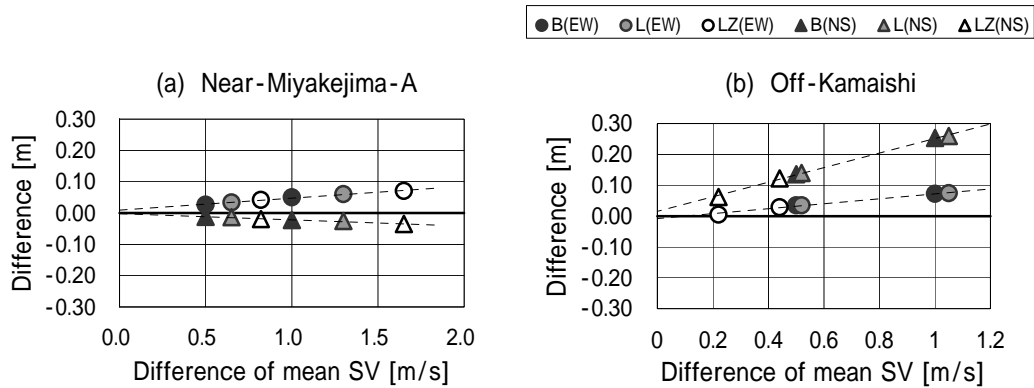 B(EW) L(EW) LZ(EW) B(NS) L(NS) LZ(NS)
(a) Near-Miyakejima-A
0.30
0.20
0.10
0.00
-0.10
-0.20
-0.30
Difference [m]
0.0 0.5 1.0 1.5 2.0
Difference of mean SV [m/s]
(b) Off-Kamaishi
0.30
0.20
0.10
0.00
-0.10
-0.20
-0.30
Difference [m]
0 0.2 0.4 0.6 0.8 1 1.2
Difference of mean SV [m/s]